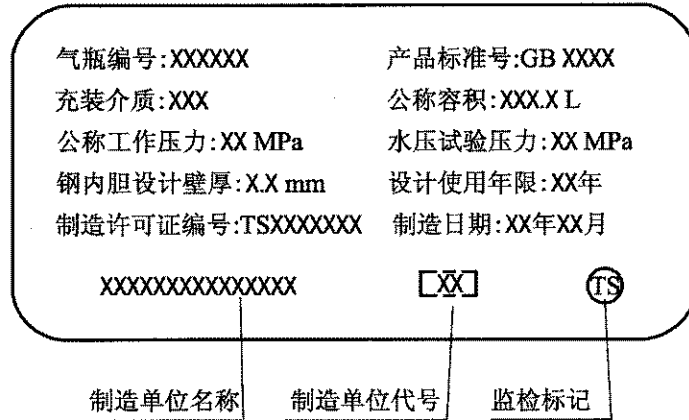 气瓶编号:XXXXXX 产品标准号:GB XXXX
充装介质:XXX 公称容积:XXX.X L
公称工作压力:XX MPa 水压试验压力:XX MPa
钢内胆设计壁厚:X.X mm 设计使用年限:XX年
制造许可证编号:TSXXXXXXX 制造日期:XX年XX月
XXXXXXXXXXXXXXX XX TS
制造单位名称 制造单位代号 监检标记